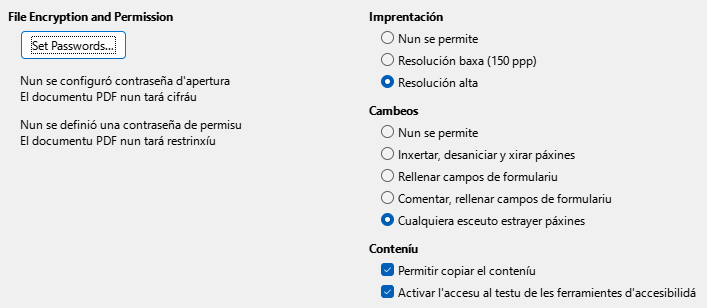 File Encryption and Permission
Set Passwords...
Nun se configuró contraseña d'apertura
El documentu PDF nun tará cifráu
Nun se definió una contraseña de permisu
El documentu PDF nun tará restrinxíu
Imprentación
Nun se permite
Resolución baxa (150 ppp)
Resolución alta
Cambeos
Nun se permite
Inxertar, desaniciar y xirar páxines
Rellenar campos de formulariu
Comentar, rellenar campos de formulariu
Cualquiera esceuto estrayer páxines
Conteníu
Permitir copiar el conteníu
Activar l'accesu al testu de les ferramientes d'accesibilidá